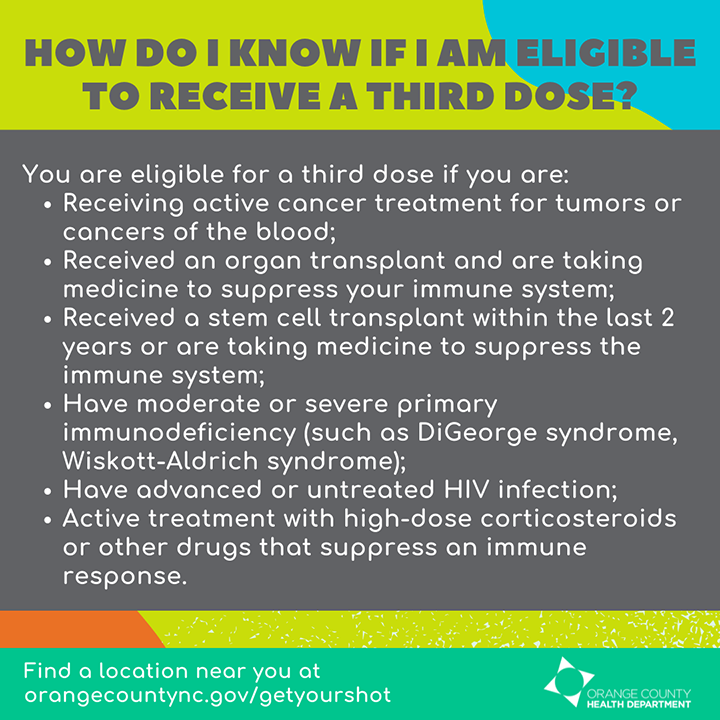 HOW DO I KNOW IF I AM ELIGIBLE
TO RECEIVE A THIRD DOSE?
You are eligible for a third dose if you are:
• Receiving active cancer treatment for tumors or
cancers of the blood;
• Received an organ transplant and are taking
medicine to suppress your immune system;
• Received a stem cell transplant within the last 2
years or are taking medicine to suppress the
immune system;
• Have moderate or severe primary
immunodeficiency (such as DiGeorge syndrome,
Wiskott-Aldrich syndrome);
• Have advanced or untreated HIV infection;
• Active treatment with high-dose corticosteroids
or other drugs that suppress an immune
response.
Find a location near you at
orangecountync.gov/getyourshot
ORANGE COUNTY
HEALTH DEPARTMENT